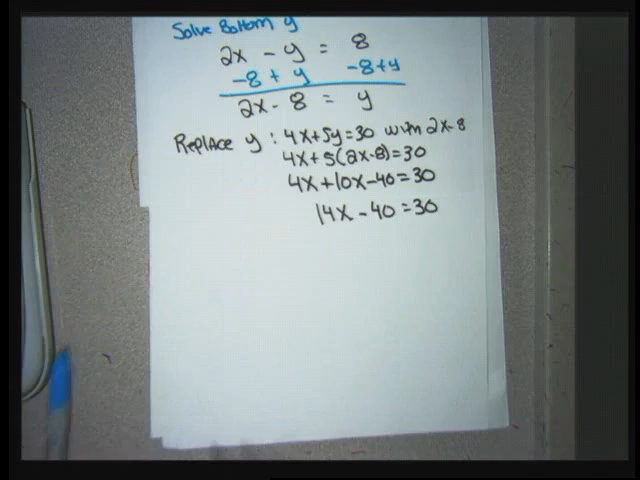 Solve Bottom y
2x - y = 8
-8 + y -8+y
2x - 8 = y
Replace y : 4x+5y=30 with 2x-8
4x+5(2x-8)=30
4x+10x-40=30
14x-40=30